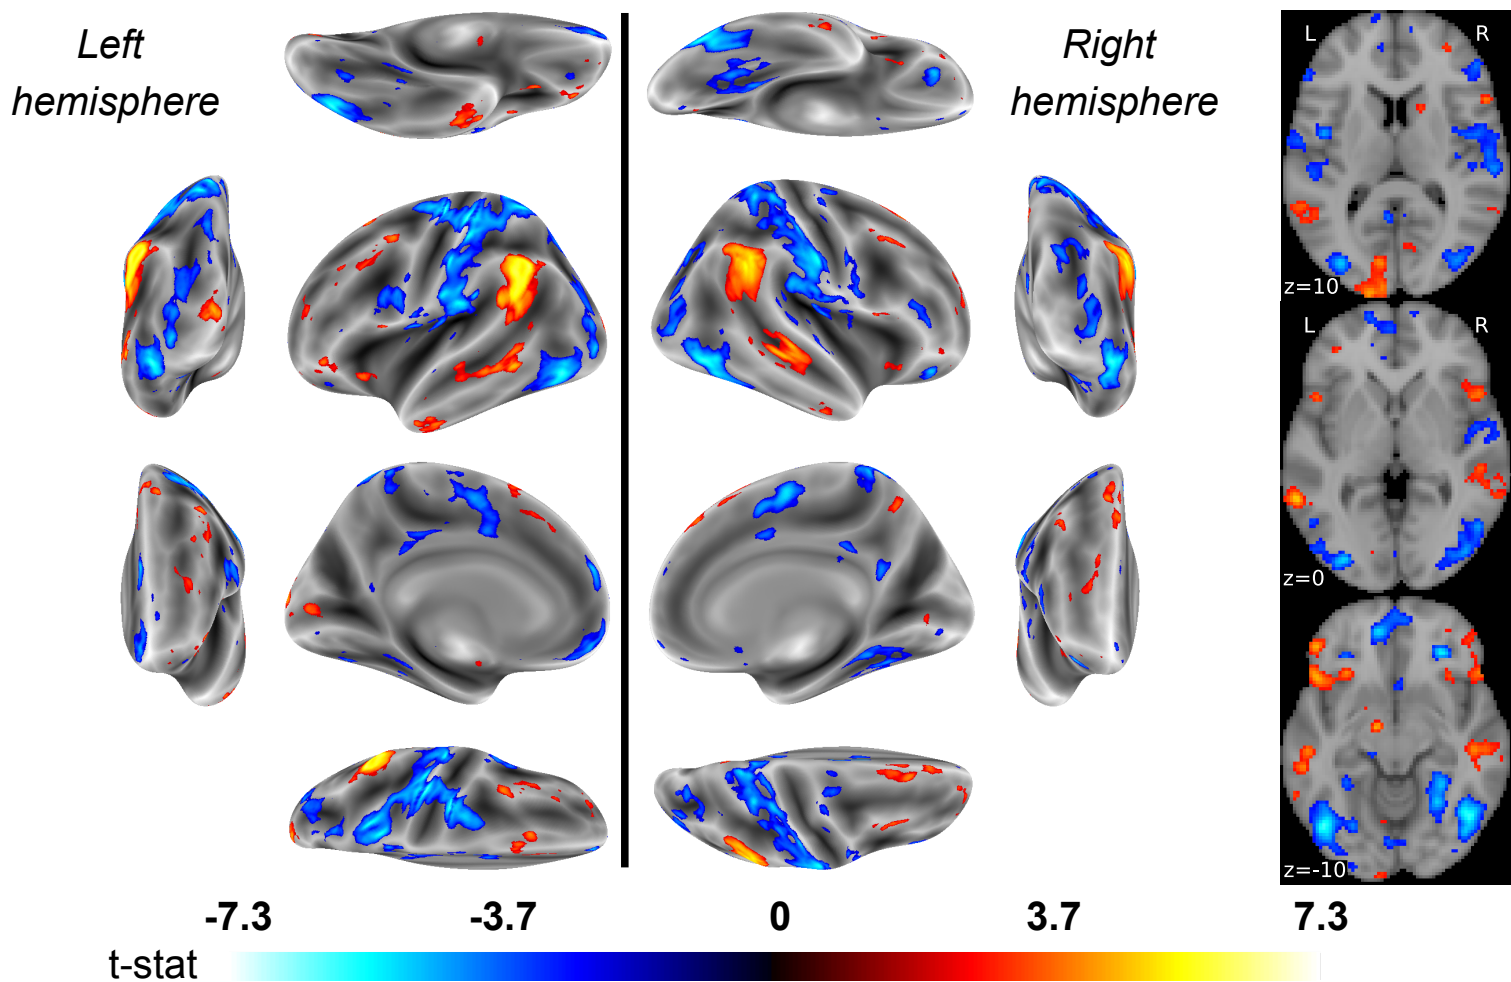 Left
hemisphere
Right
hemisphere
L
R
z=10
L
R
z=0
z=-10
-7.3
-3.7
0
3.7
7.3
t-stat